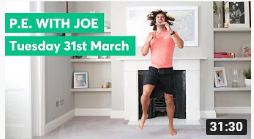 P.E. WITH JOE
Tuesday 31st March
31:30